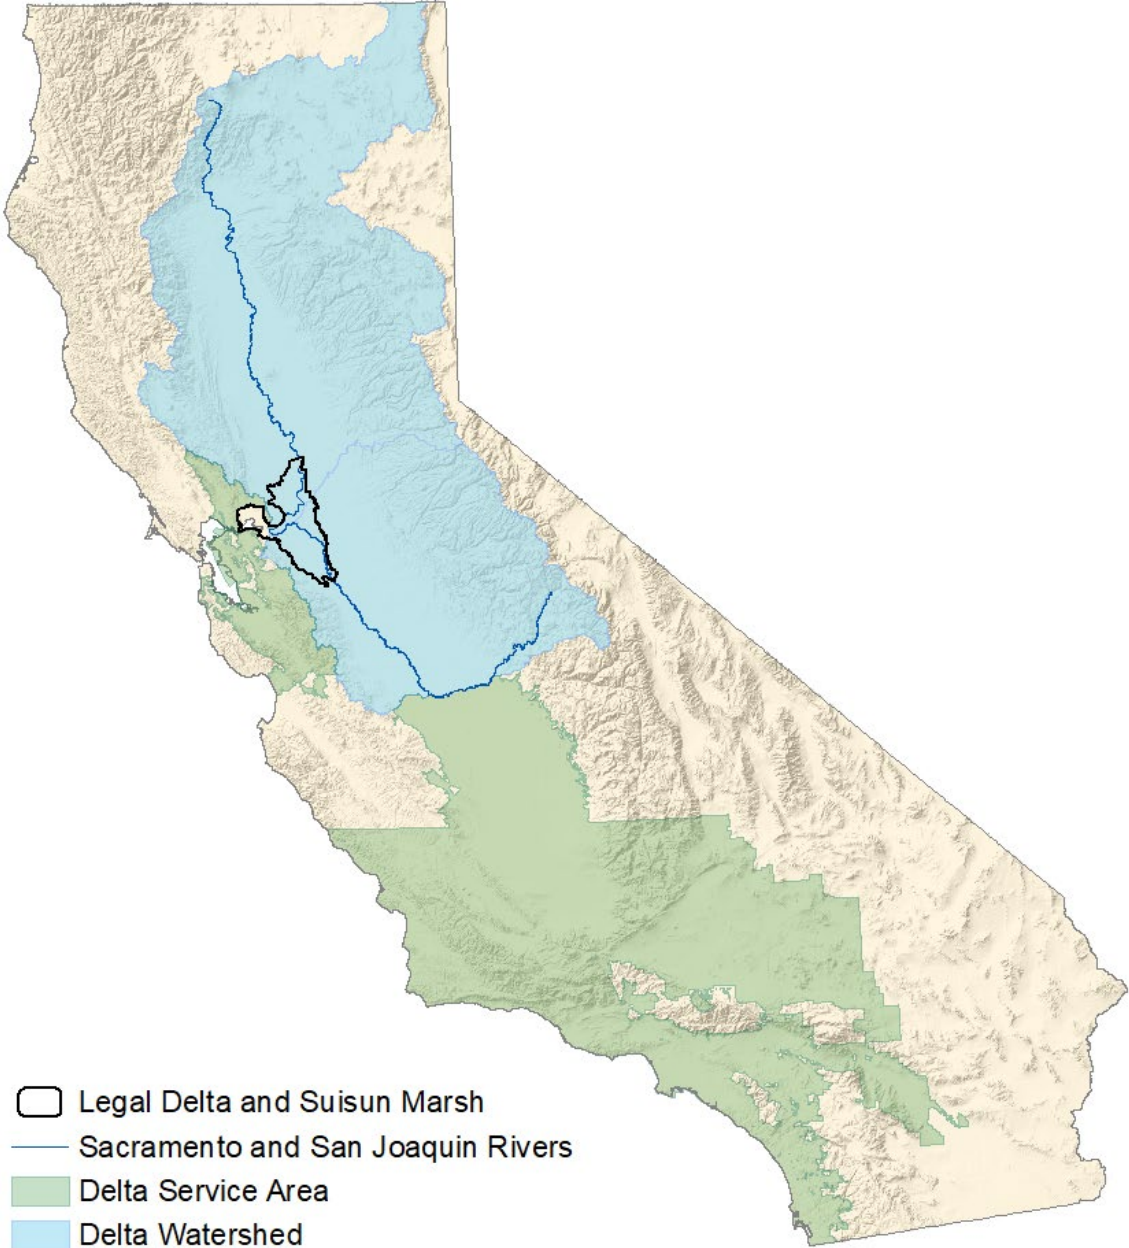 Legal Delta and Suisun Marsh
Sacramento and San Joaquin Rivers
Delta Service Area
Delta Watershed